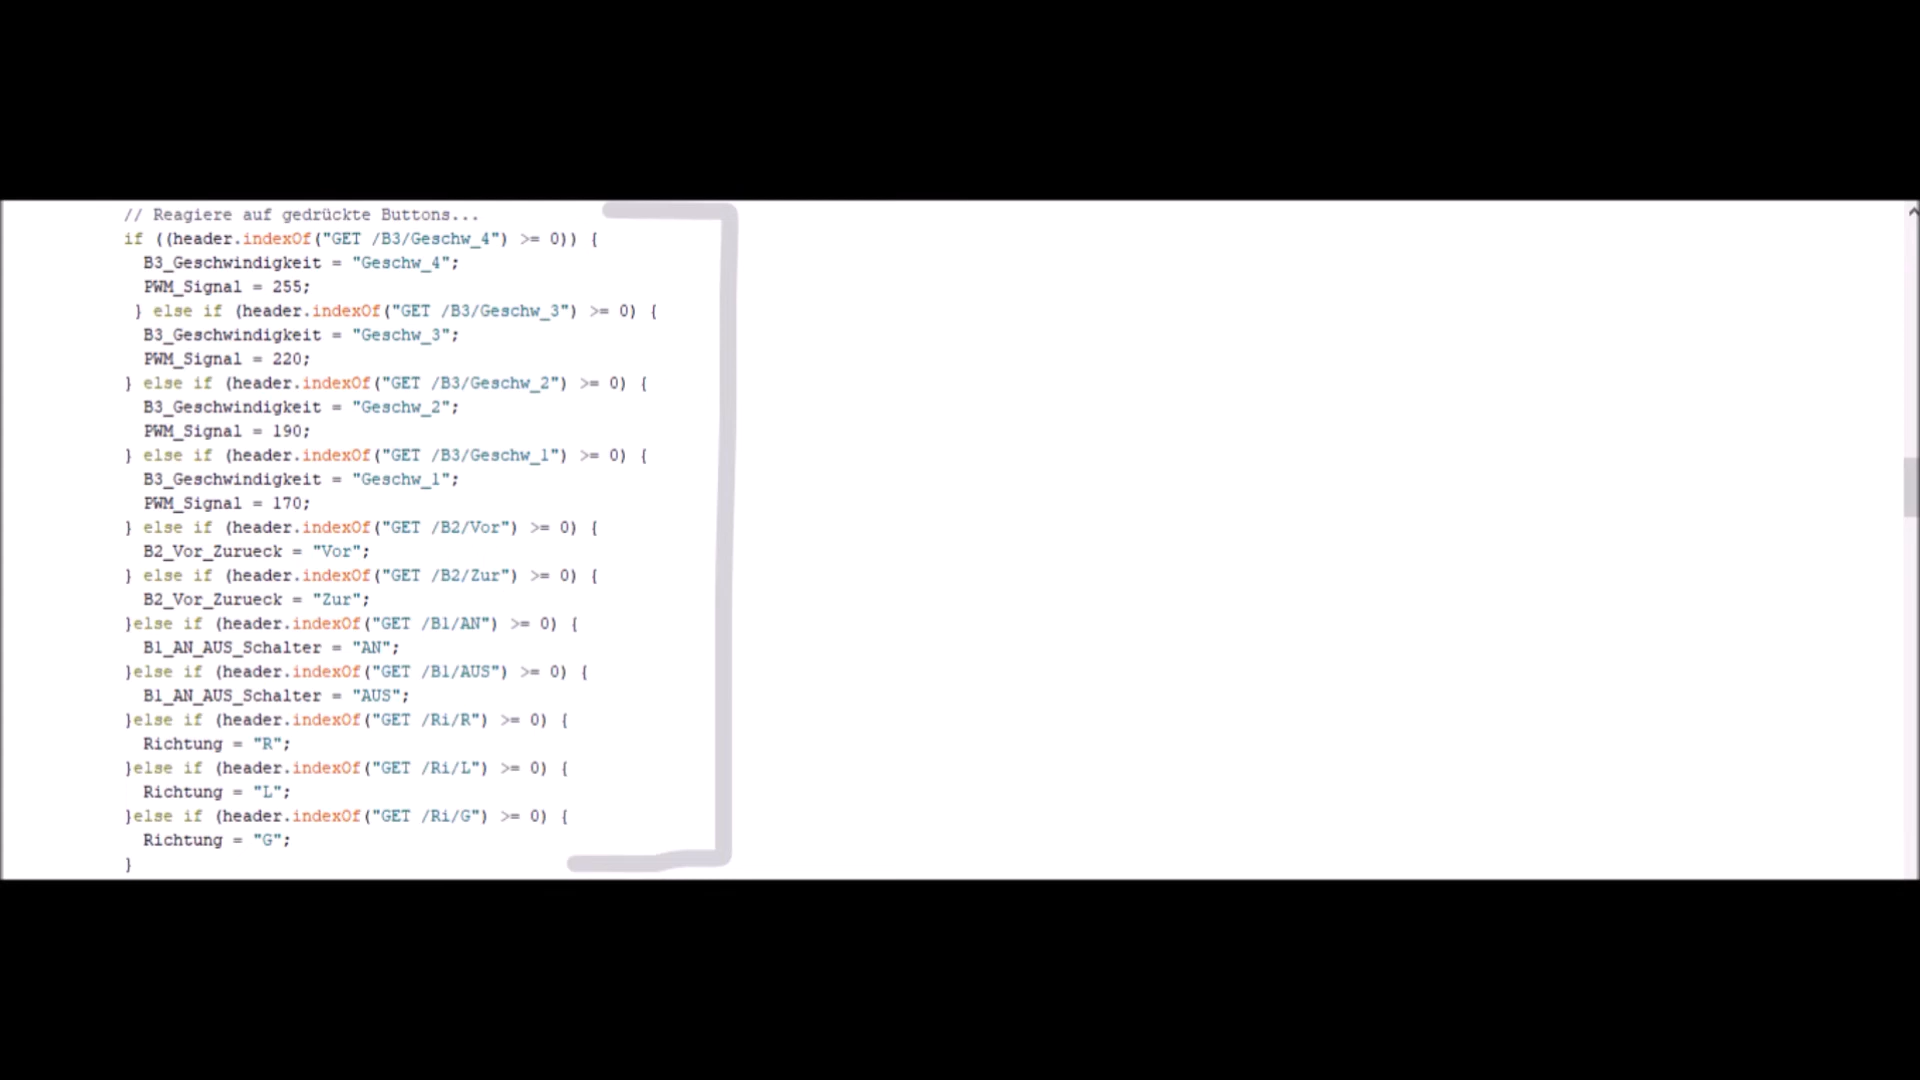 // Reagiere auf gedrückte Buttons...
if ((header.indexOf("GET /B3/Geschw_4") >= 0)) {
B3_Geschwindigkeit = "Geschw_4";
PWM_Signal = 255;
} else if (header.indexOf("GET /B3/Geschw_3") >= 0) {
B3_Geschwindigkeit = "Geschw_3";
PWM_Signal = 220;
} else if (header.indexOf("GET /B3/Geschw_2") >= 0) {
B3_Geschwindigkeit = "Geschw_2";
PWM_Signal = 190;
} else if (header.indexOf("GET /B3/Geschw_1") >= 0) {
B3_Geschwindigkeit = "Geschw_1";
PWM_Signal = 170;
} else if (header.indexOf("GET /B2/Vor") >= 0) {
B2_Vor_Zurueck = "Vor";
} else if (header.indexOf("GET /B2/Zur") >= 0) {
B2_Vor_Zurueck = "Zur";
}else if (header.indexOf("GET /B1/AN") >= 0) {
B1_AN_AUS_Schalter = "AN";
}else if (header.indexOf("GET /B1/AUS") >= 0) {
B1_AN_AUS_Schalter = "AUS";
}else if (header.indexOf("GET /Ri/R") >= 0) {
Richtung = "R";
}else if (header.indexOf("GET /Ri/L") >= 0) {
Richtung = "L";
}else if (header.indexOf("GET /Ri/G") >= 0) {
Richtung = "G";
}